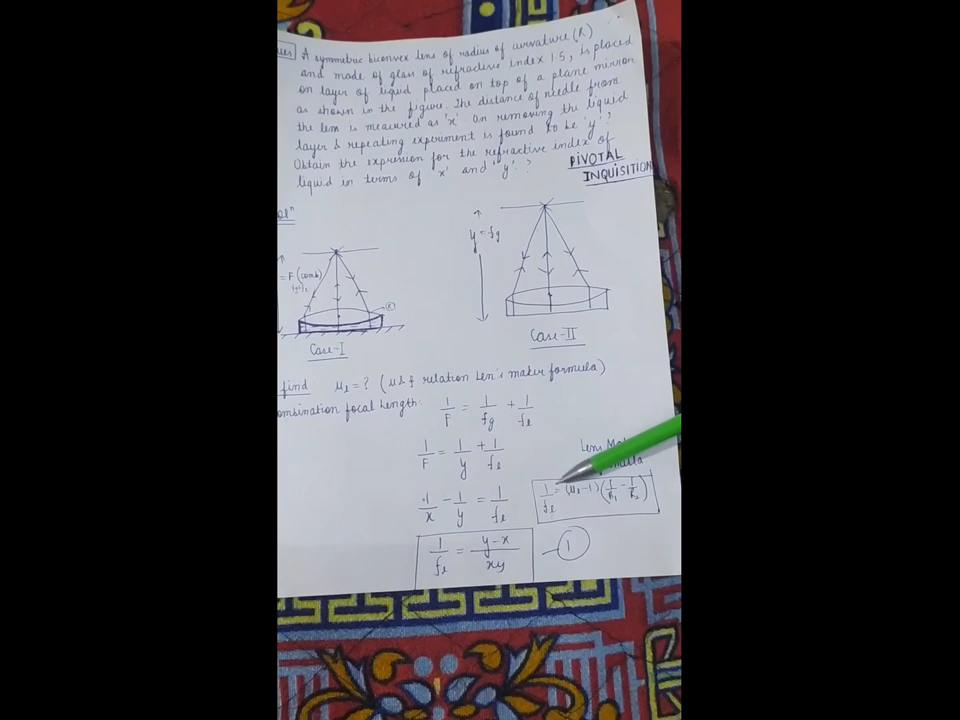 A symmetric biconvex lens of radius of curvature (R)
and made of glass of refractive index 1.5, is placed
on layer of liquid placed on top of a plane mirror
as shown in the figure. The distance of needle from
the lens is measured as 'x' On removing the liquid
layer & repeating experiment is found to be 'y'?
Obtain the expression for the refractive index of
liquid in terms of 'x' and 'y'?
PIVOTAL
INQUISITION
y = fg
= F (comb)
Case-I
Case-II
find μl = ? (μ & f relation Len's maker formula)
ombination focal Length:
1/F = 1/fg + 1/fl
1/F = 1/y + 1/fl
1/x - 1/y = 1/fl
1/fl = (y-x)/xy
1
Lens Ma
1/fl = (μl - 1)(1/R1 - 1/R2)